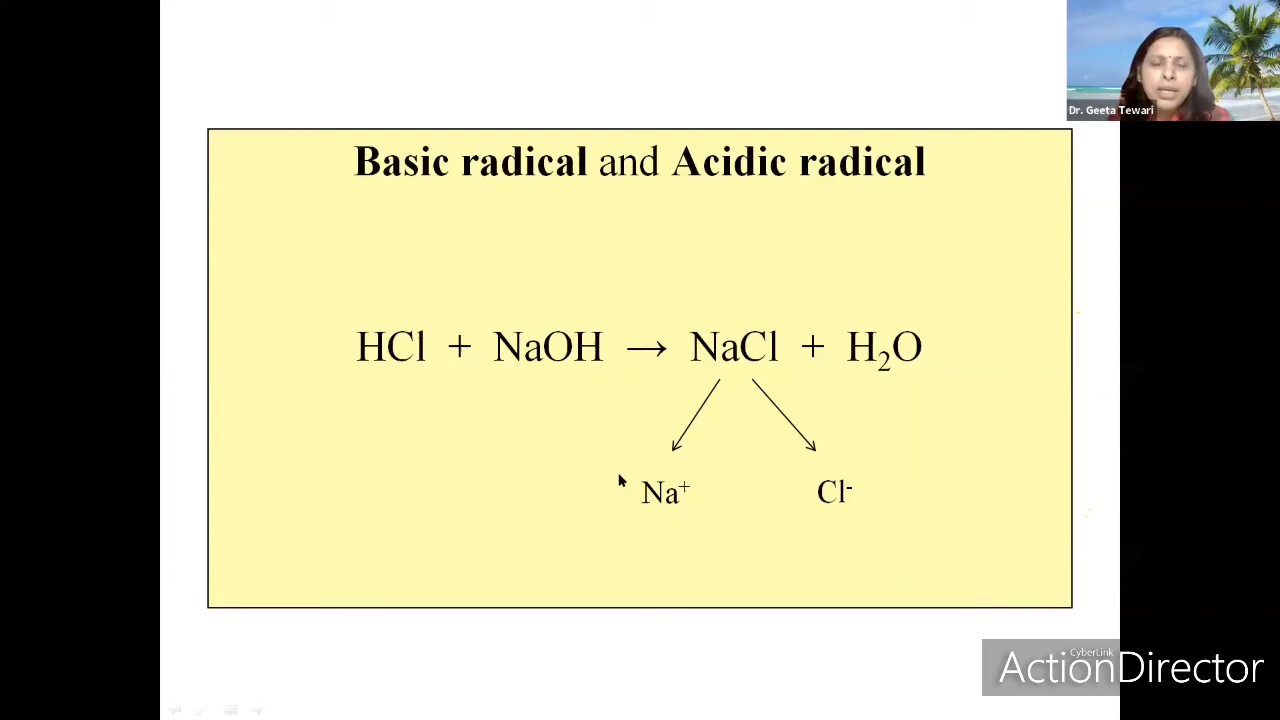 Dr. Geeta Tewari
Basic radical and Acidic radical
HCl + NaOH → NaCl + H₂O
Na⁺ Cl⁻
CyberLink
ActionDirector